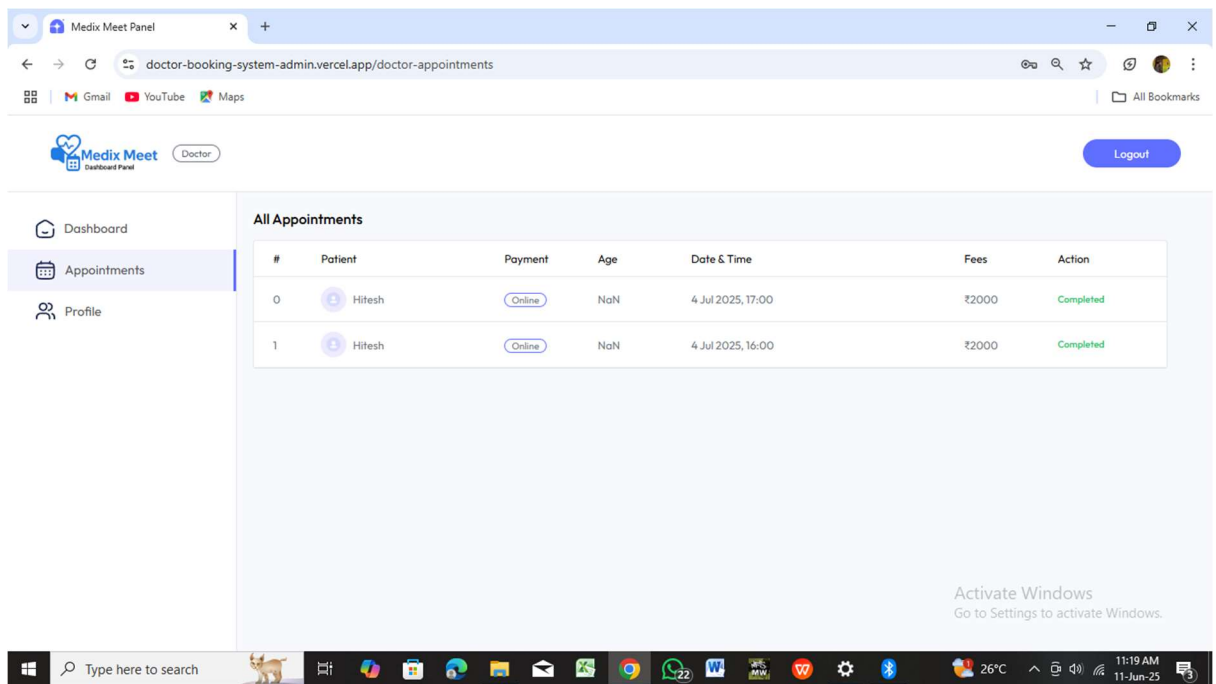 Medix Meet Panel
doctor-booking-system-admin.vercel.app/doctor-appointments
Gmail YouTube Maps All Bookmarks
Medix Meet
Dashboard Panel
Doctor
Logout
Dashboard
Appointments
Profile
All Appointments
# Patient Payment Age Date & Time Fees Action
0 Hitesh Online NaN 4 Jul 2025, 17:00 ₹2000 Completed
1 Hitesh Online NaN 4 Jul 2025, 16:00 ₹2000 Completed
Activate Windows
Go to Settings to activate Windows.
Type here to search
22
W
MW
W
1
26°C
11:19 AM
11-Jun-25
3